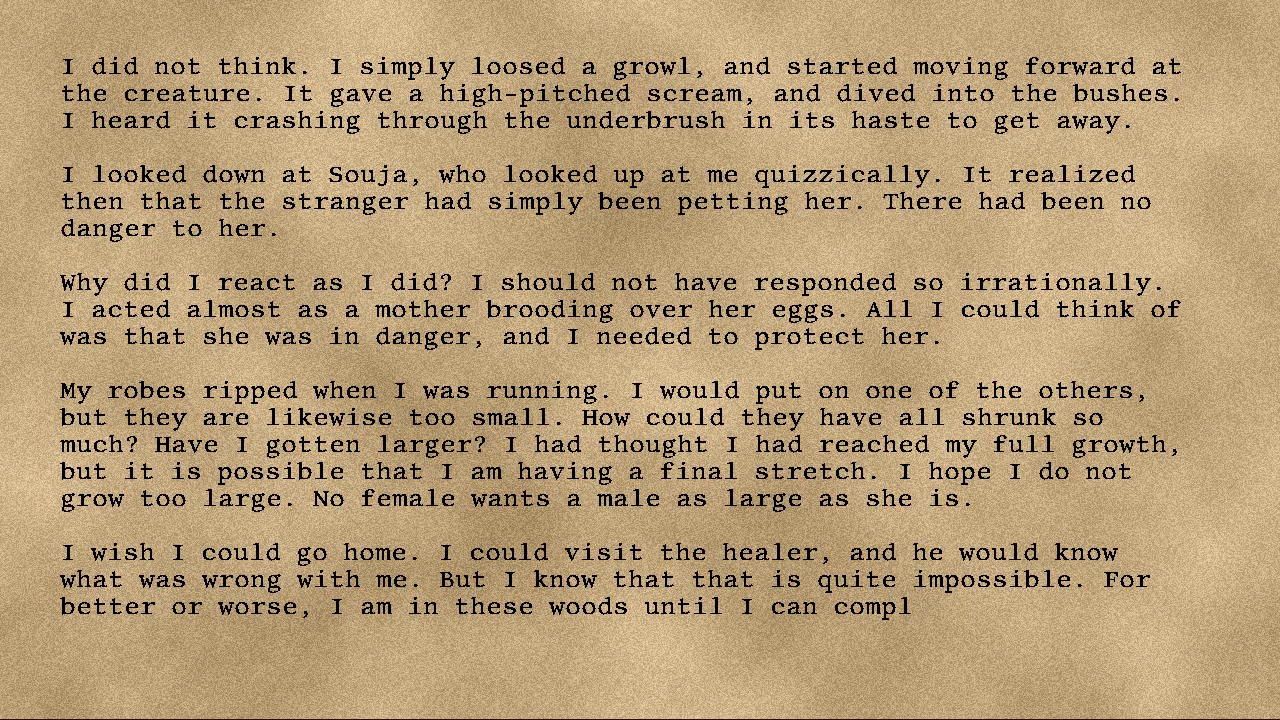 I did not think. I simply loosed a growl, and started moving forward at
the creature. It gave a high-pitched scream, and dived into the bushes.
I heard it crashing through the underbrush in its haste to get away.
I looked down at Souja, who looked up at me quizzically. It realized
then that the stranger had simply been petting her. There had been no
danger to her.
Why did I react as I did? I should not have responded so irrationally.
I acted almost as a mother brooding over her eggs. All I could think of
was that she was in danger, and I needed to protect her.
My robes ripped when I was running. I would put on one of the others,
but they are likewise too small. How could they have all shrunk so
much? Have I gotten larger? I had thought I had reached my full growth,
but it is possible that I am having a final stretch. I hope I do not
grow too large. No female wants a male as large as she is.
I wish I could go home. I could visit the healer, and he would know
what was wrong with me. But I know that that is quite impossible. For
better or worse, I am in these woods until I can compl